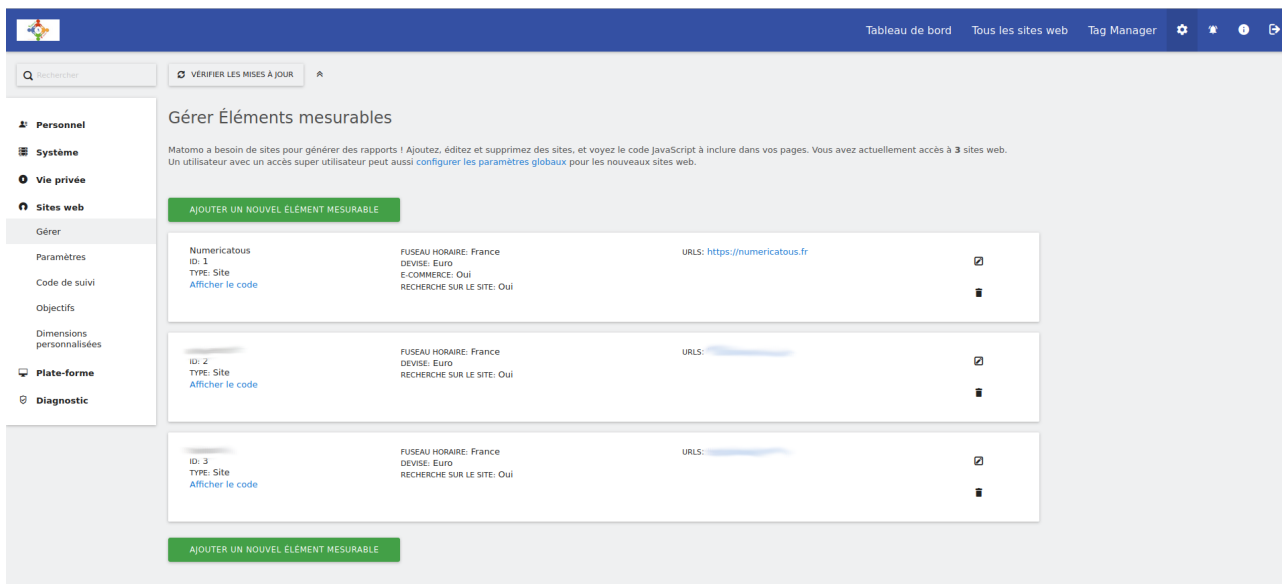 Tableau de bord Tous les sites web Tag Manager
Rechercher
VÉRIFIER LES MISES À JOUR
Personnel
Système
Vie privée
Sites web
Gérer
Paramètres
Code de suivi
Objectifs
Dimensions
personnalisées
Plate-forme
Diagnostic
Gérer Éléments mesurables
Matomo a besoin de sites pour générer des rapports ! Ajoutez, éditez et supprimez des sites, et voyez le code JavaScript à inclure dans vos pages. Vous avez actuellement accès à 3 sites web.
Un utilisateur avec un accès super utilisateur peut aussi configurer les paramètres globaux pour les nouveaux sites web.
AJOUTER UN NOUVEL ÉLÉMENT MESURABLE
Numericatous
ID: 1
TYPE: Site
Afficher le code
FUSEAU HORAIRE: France
DEVISE: Euro
E-COMMERCE: Oui
RECHERCHE SUR LE SITE: Oui
URLS: https://numericatous.fr
ID: 2
TYPE: Site
Afficher le code
FUSEAU HORAIRE: France
DEVISE: Euro
RECHERCHE SUR LE SITE: Oui
URLS:
ID: 3
TYPE: Site
Afficher le code
FUSEAU HORAIRE: France
DEVISE: Euro
RECHERCHE SUR LE SITE: Oui
URLS:
AJOUTER UN NOUVEL ÉLÉMENT MESURABLE